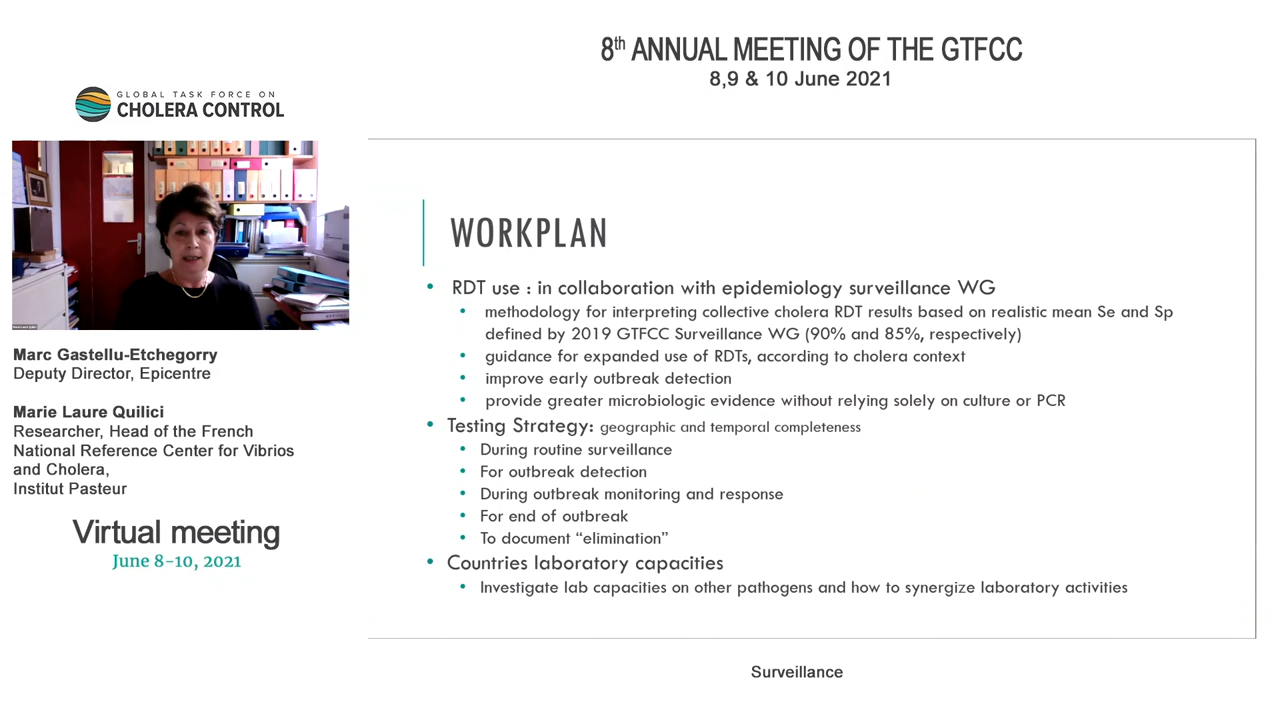 8th ANNUAL MEETING OF THE GTFCC
8,9 & 10 June 2021
GLOBAL TASK FORCE ON
CHOLERA CONTROL
Marc Gastellu-Etchegorry
Deputy Director, Epicentre
Marie Laure Quilici
Researcher, Head of the French
National Reference Center for Vibrios
and Cholera,
Institut Pasteur
Virtual meeting
June 8-10, 2021
WORKPLAN
• RDT use : in collaboration with epidemiology surveillance WG
• methodology for interpreting collective cholera RDT results based on realistic mean Se and Sp
defined by 2019 GTFCC Surveillance WG (90% and 85%, respectively)
• guidance for expanded use of RDTs, according to cholera context
• improve early outbreak detection
• provide greater microbiologic evidence without relying solely on culture or PCR
• Testing Strategy: geographic and temporal completeness
• During routine surveillance
• For outbreak detection
• During outbreak monitoring and response
• For end of outbreak
• To document “elimination”
• Countries laboratory capacities
• Investigate lab capacities on other pathogens and how to synergize laboratory activities
Surveillance